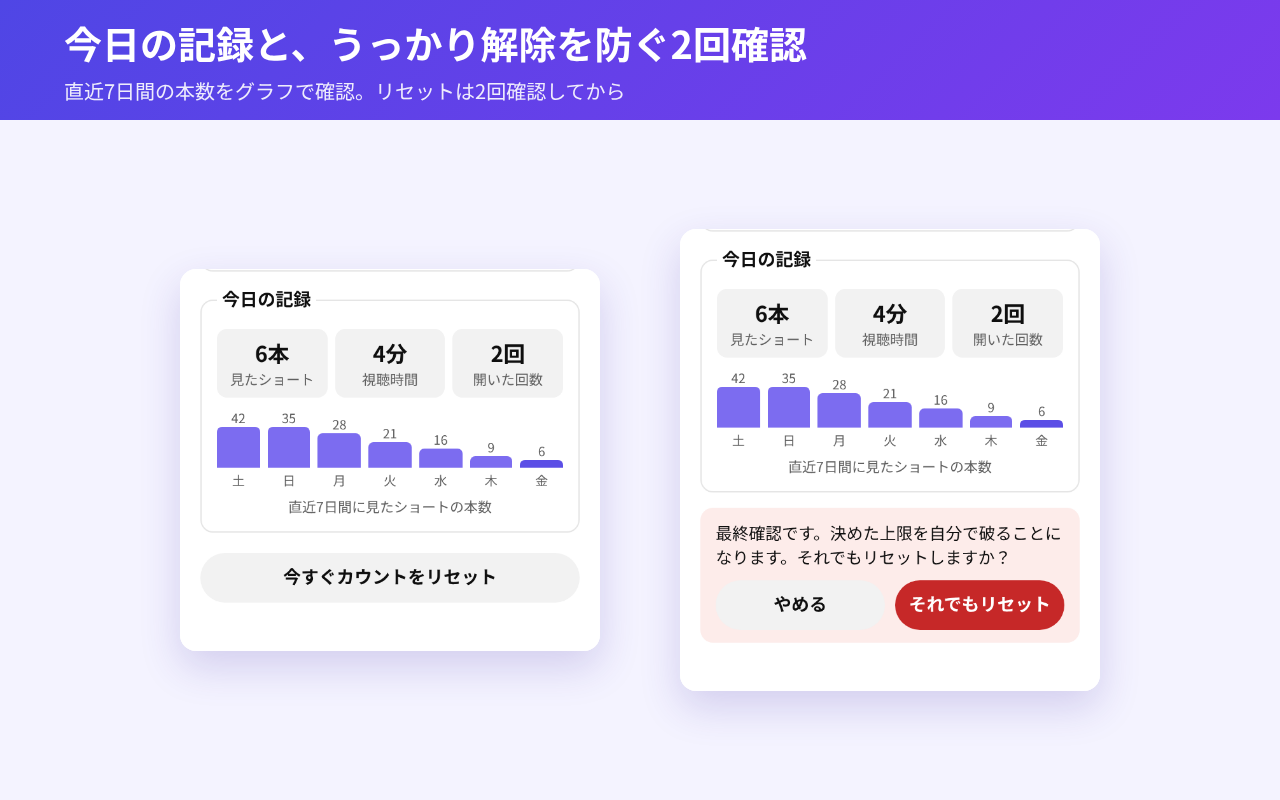 今日の記録と、うっかり解除を防ぐ2回確認
直近7日間の本数をグラフで確認。リセットは2回確認してから
今日の記録
6本 4分 2回
見たショート 視聴時間 開いた回数
42 35 28 21 16 9 6
土 日 月 火 水 木 金
直近7日間に見たショートの本数
今すぐカウントをリセット
今日の記録
6本 4分 2回
見たショート 視聴時間 開いた回数
42 35 28 21 16 9 6
土 日 月 火 水 木 金
直近7日間に見たショートの本数
最終確認です。決めた上限を自分で破ることに
なります。それでもリセットしますか？
やめる それでもリセット